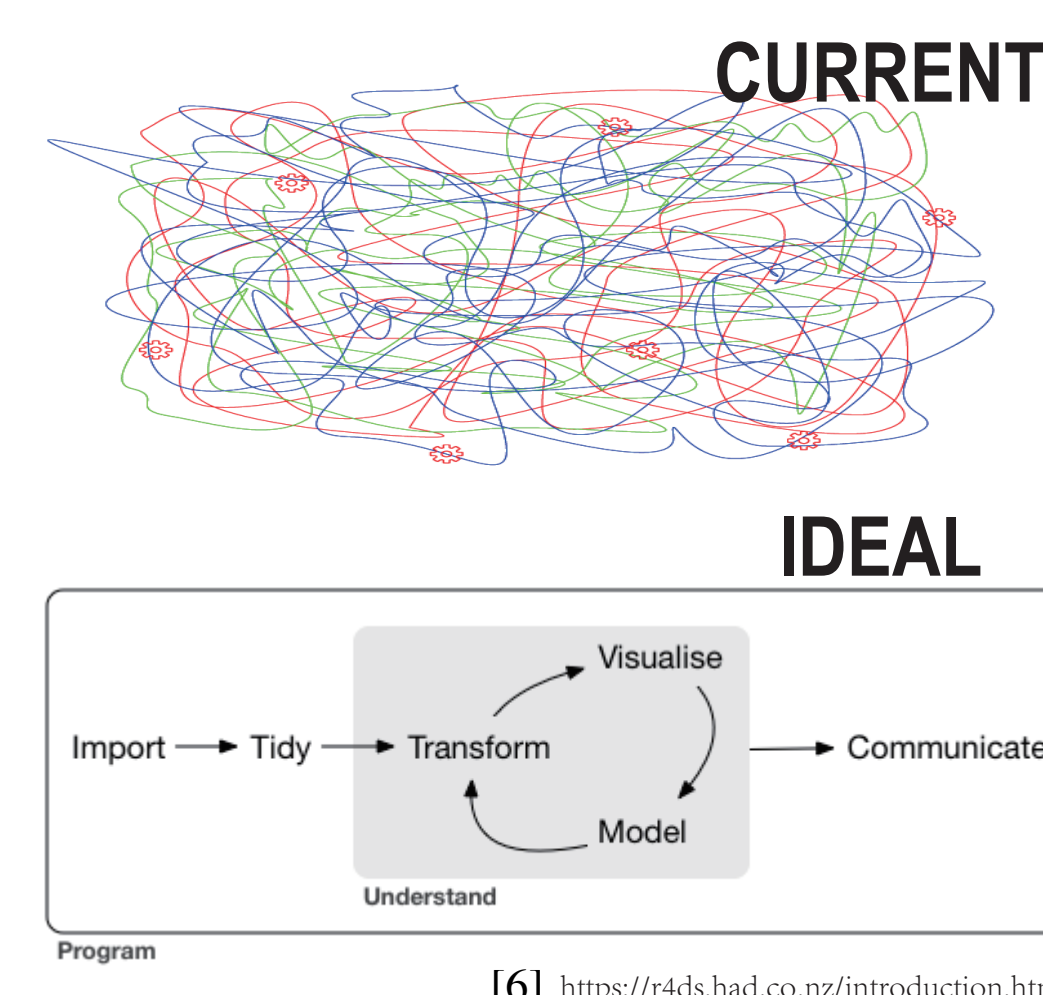 CURRENT
IDEAL
Visualise
Import Tidy Transform Communicate
Model
Understand
Program
[6] https://r4ds.had.co.nz/introduction.htm